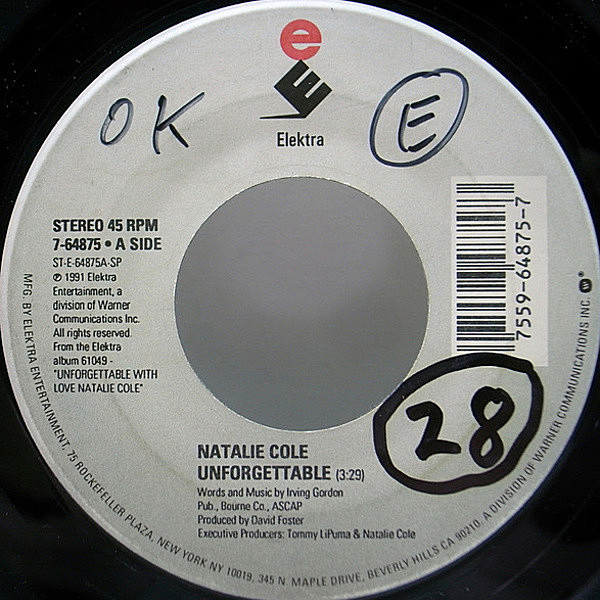 e
E
Elektra
OK
E
STEREO 45 RPM
7-64875 • A SIDE
ST-E-64875A-SP
℗ 1991 Elektra
Entertainment, a
division of Warner
Communications Inc.
All rights reserved.
From the Elektra
album 61049 -
"UNFORGETTABLE WITH
LOVE NATALIE COLE"
7559-64875-7
28
NATALIE COLE
UNFORGETTABLE (3:29)
Words and Music by Irving Gordon
Pub., Bourne Co., ASCAP
Produced by David Foster
Executive Producers: Tommy LiPuma & Natalie Cole
MFG. BY ELEKTRA ENTERTAINMENT, 75 ROCKEFELLER PLAZA, NEW YORK NY 10019, 345 N. MAPLE DRIVE, BEVERLY HILLS CA 90210. A DIVISION OF WARNER COMMUNICATIONS INC. ®